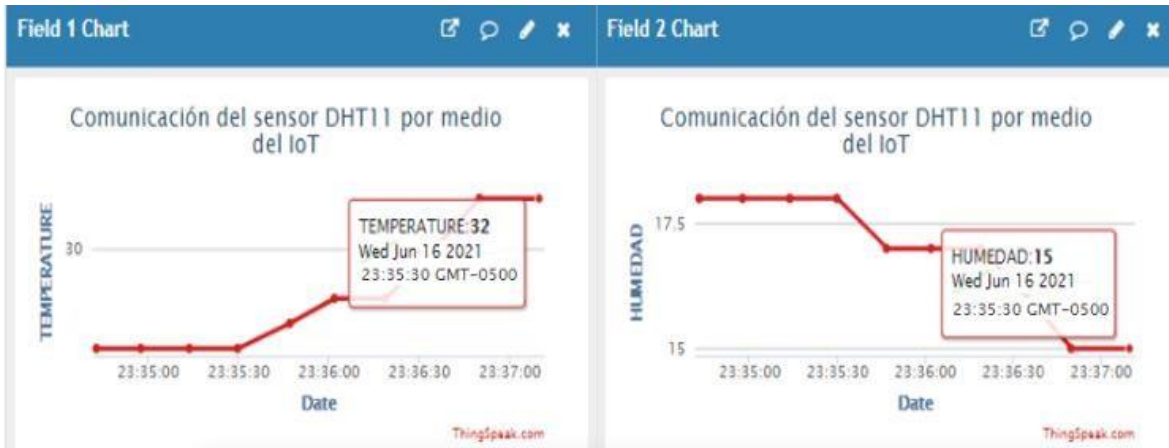 Field 1 Chart
Comunicación del sensor DHT11 por medio
del IoT
TEMPERATURE
30
TEMPERATURE:32
Wed Jun 16 2021
23:35:30 GMT-0500
23:35:00 23:35:30 23:36:00 23:36:30 23:37:00
Date
ThingSpeak.com
Field 2 Chart
Comunicación del sensor DHT11 por medio
del IoT
HUMEDAD
17.5
15
HUMEDAD:15
Wed Jun 16 2021
23:35:30 GMT-0500
23:35:00 23:35:30 23:36:00 23:36:30 23:37:00
Date
ThingSpeak.com